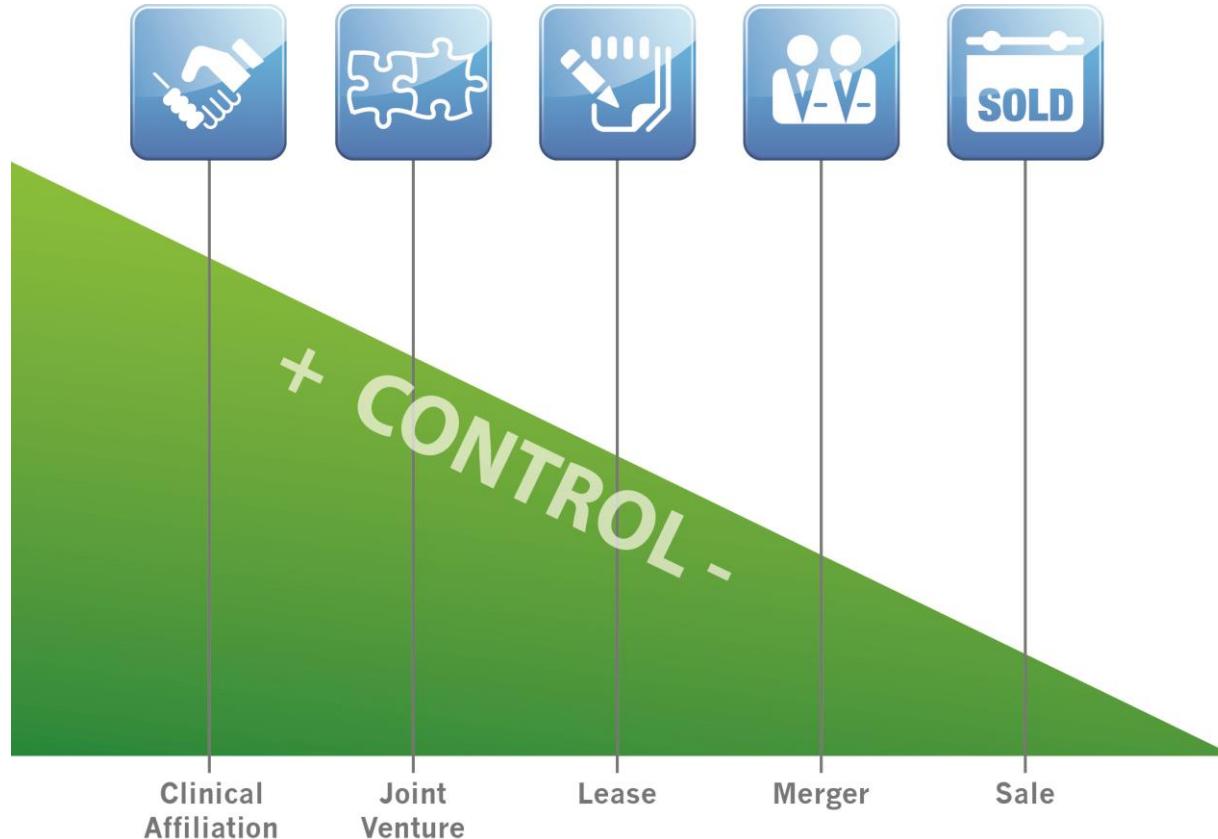 SOLD
+ CONTROL -
Clinical
Affiliation
Joint
Venture
Lease
Merger
Sale